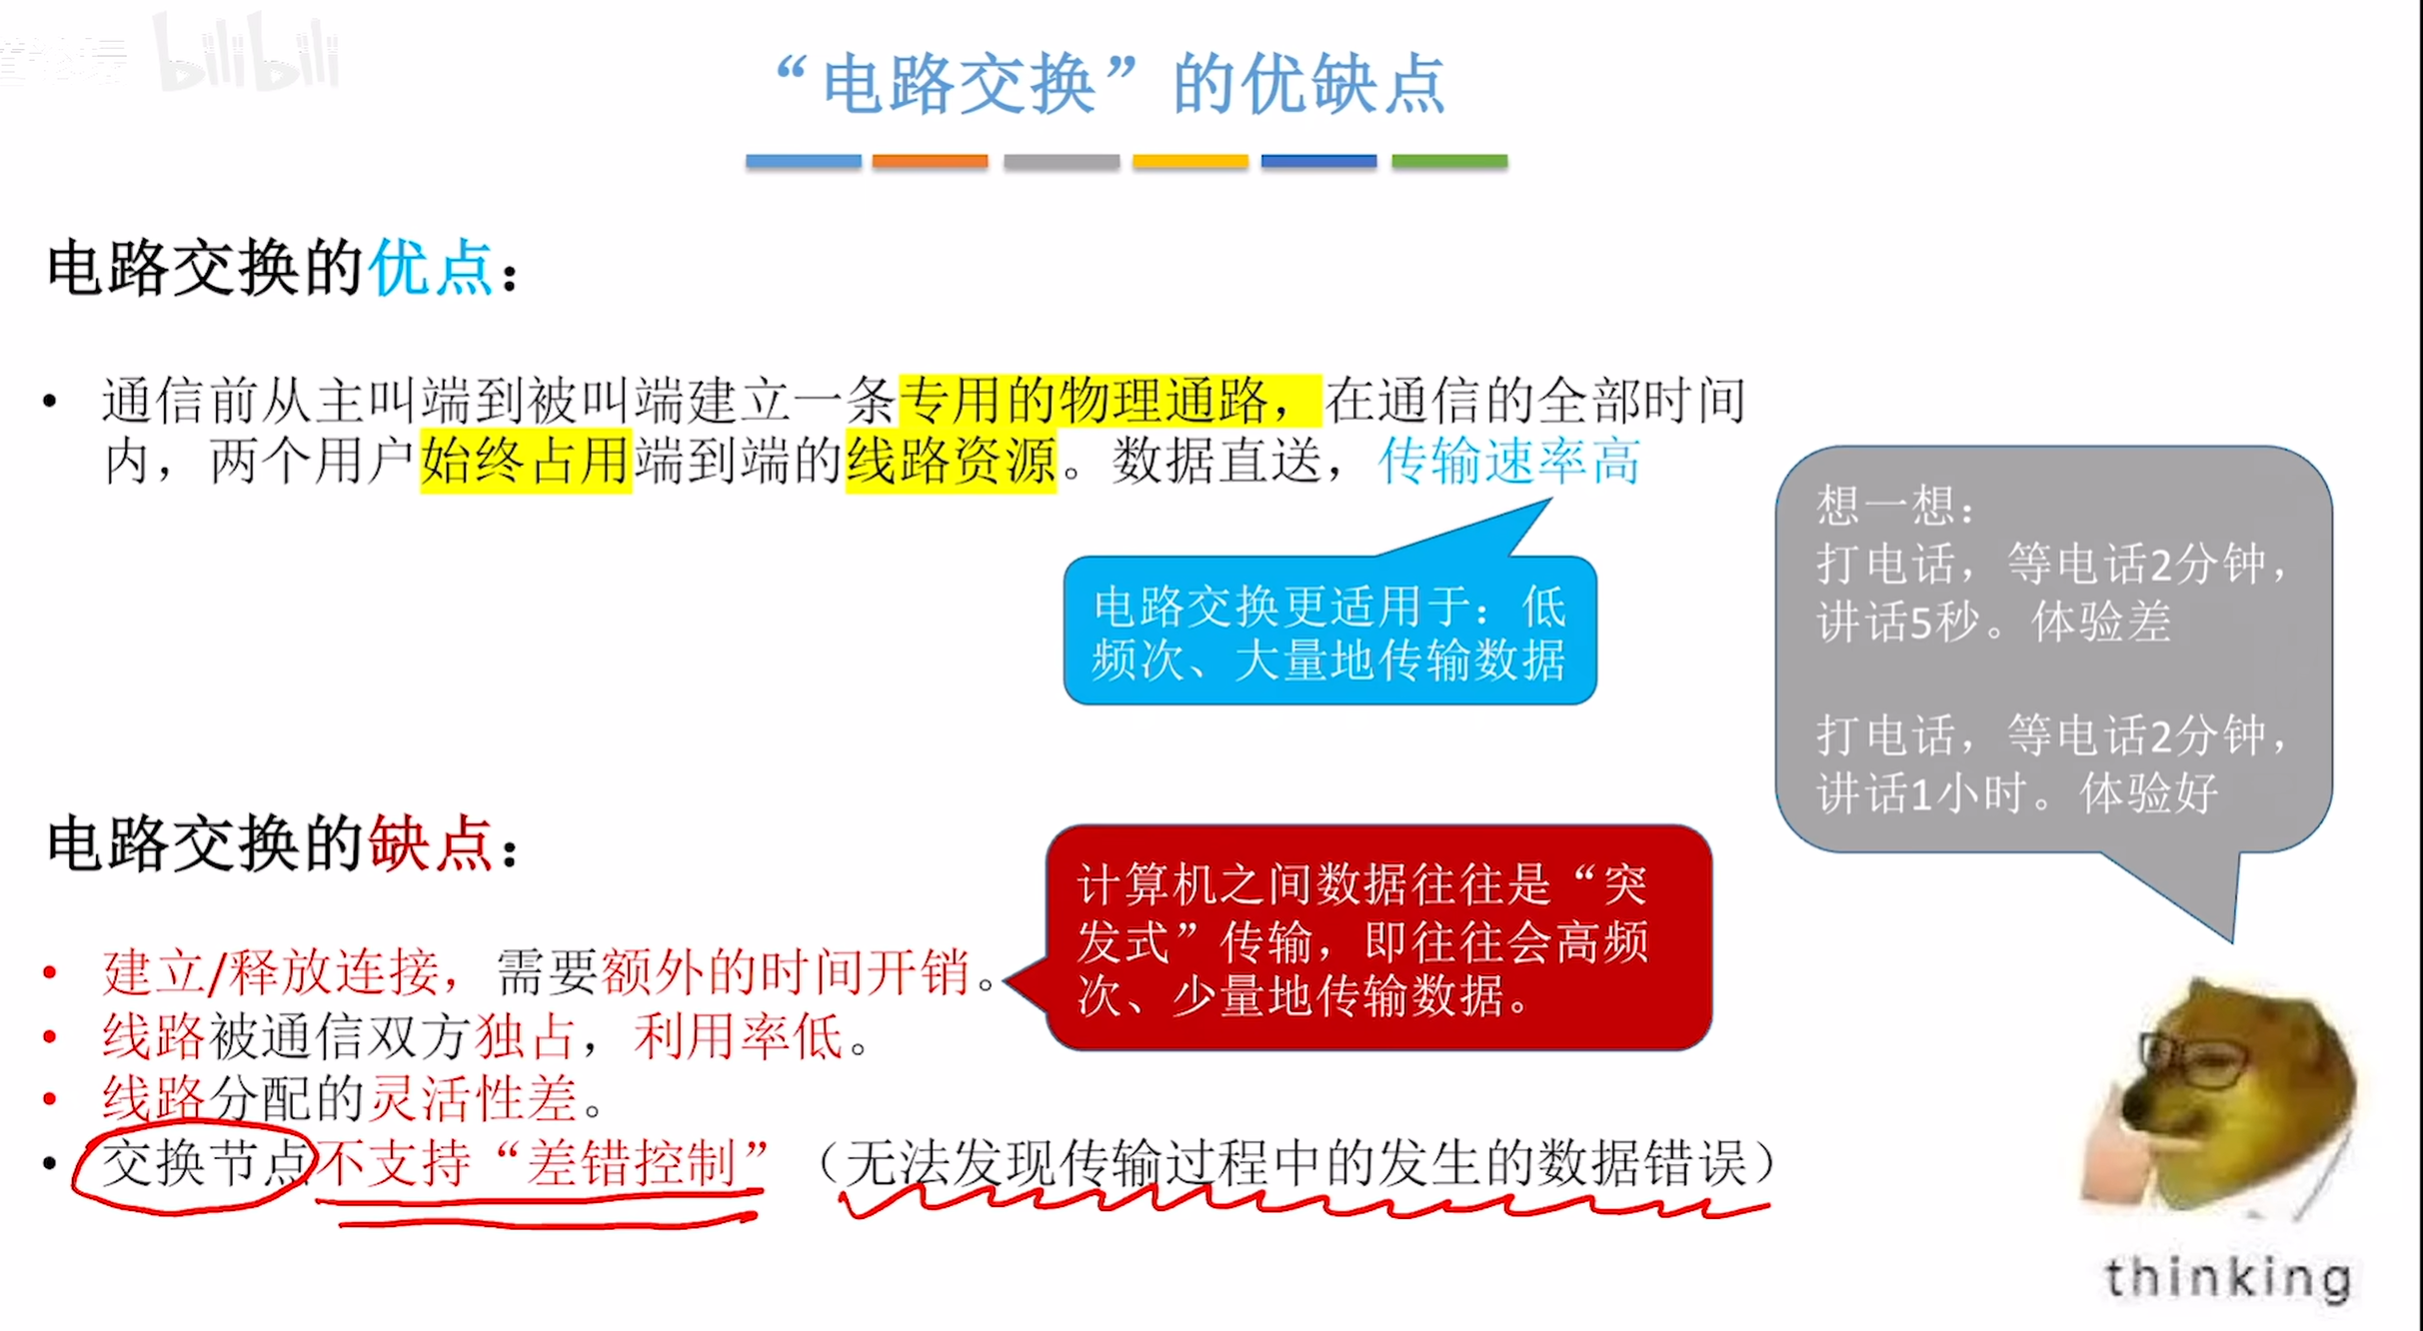 bilibili
“电路交换”的优缺点
电路交换的优点：
• 通信前从主叫端到被叫端建立一条专用的物理通路，在通信的全部时间
内，两个用户始终占用端到端的线路资源。数据直送，传输速率高
电路交换更适用于：低
频次、大量地传输数据
想一想：
打电话，等电话2分钟，
讲话5秒。体验差
打电话，等电话2分钟，
讲话1小时。体验好
电路交换的缺点：
• 建立/释放连接，需要额外的时间开销。
• 线路被通信双方独占，利用率低。
• 线路分配的灵活性差。
• 交换节点不支持“差错控制”（无法发现传输过程中的发生的数据错误）
计算机之间数据往往是“突
发式”传输，即往往会高频
次、少量地传输数据。
thinking